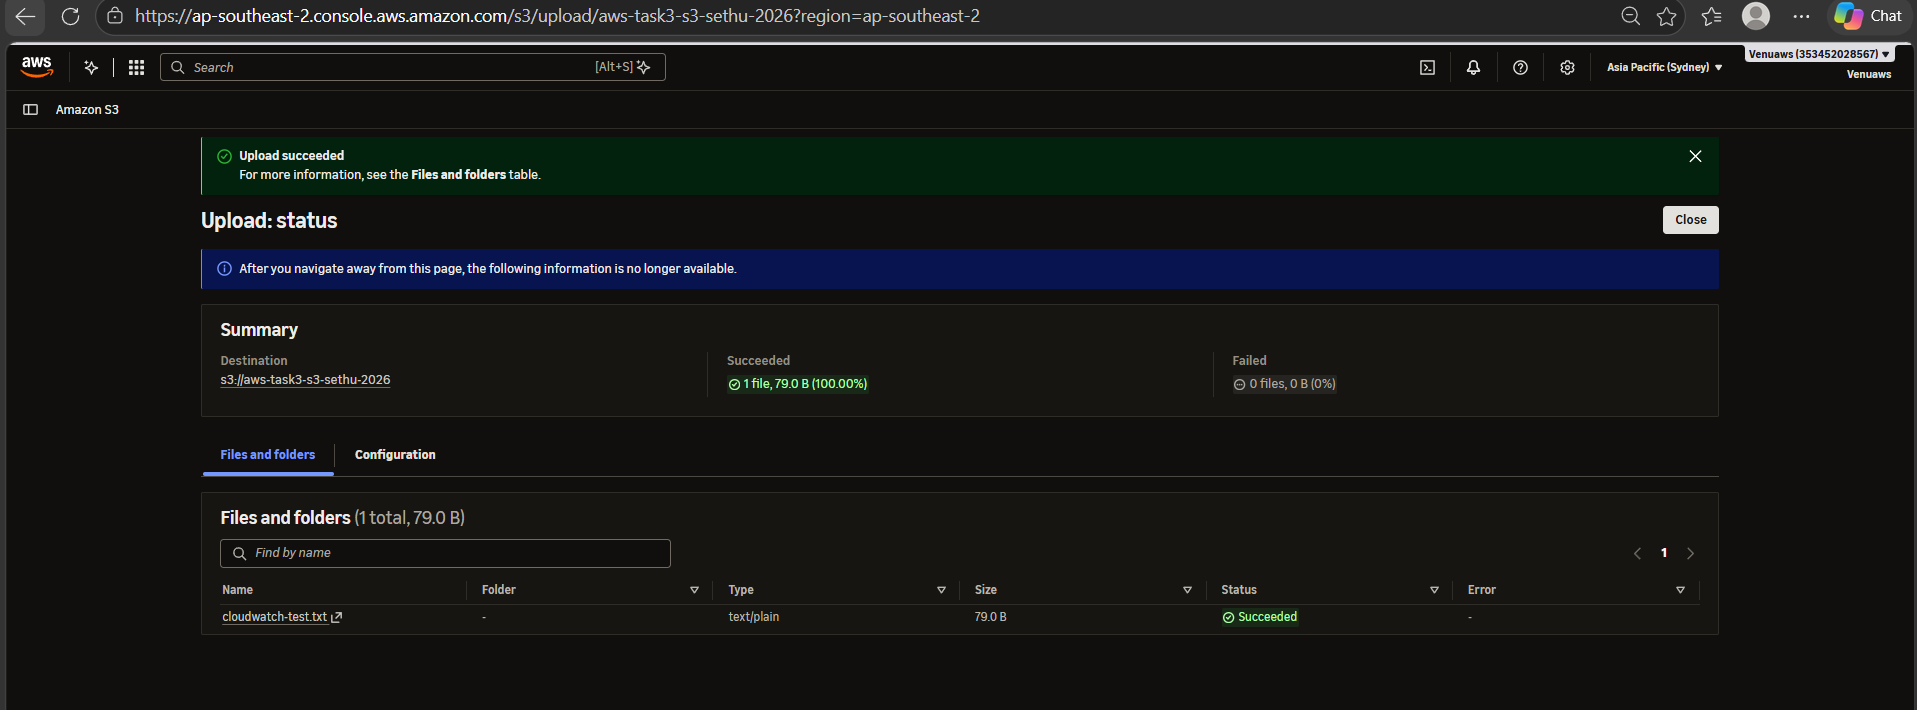 https://ap-southeast-2.console.aws.amazon.com/s3/upload/aws-task3-s3-sethu-2026?region=ap-southeast-2
Chat
aws
Search
[Alt+S]
Asia Pacific (Sydney)
Venuaws (353452028567)
Venuaws
Amazon S3
Upload succeeded
For more information, see the Files and folders table.
Upload: status
Close
After you navigate away from this page, the following information is no longer available.
Summary
Destination
s3://aws-task3-s3-sethu-2026
Succeeded
1 file, 79.0 B (100.00%)
Failed
0 files, 0 B (0%)
Files and folders
Configuration
Files and folders (1 total, 79.0 B)
Find by name
1
Name Folder Type Size Status Error
cloudwatch-test.txt - text/plain 79.0 B Succeeded -